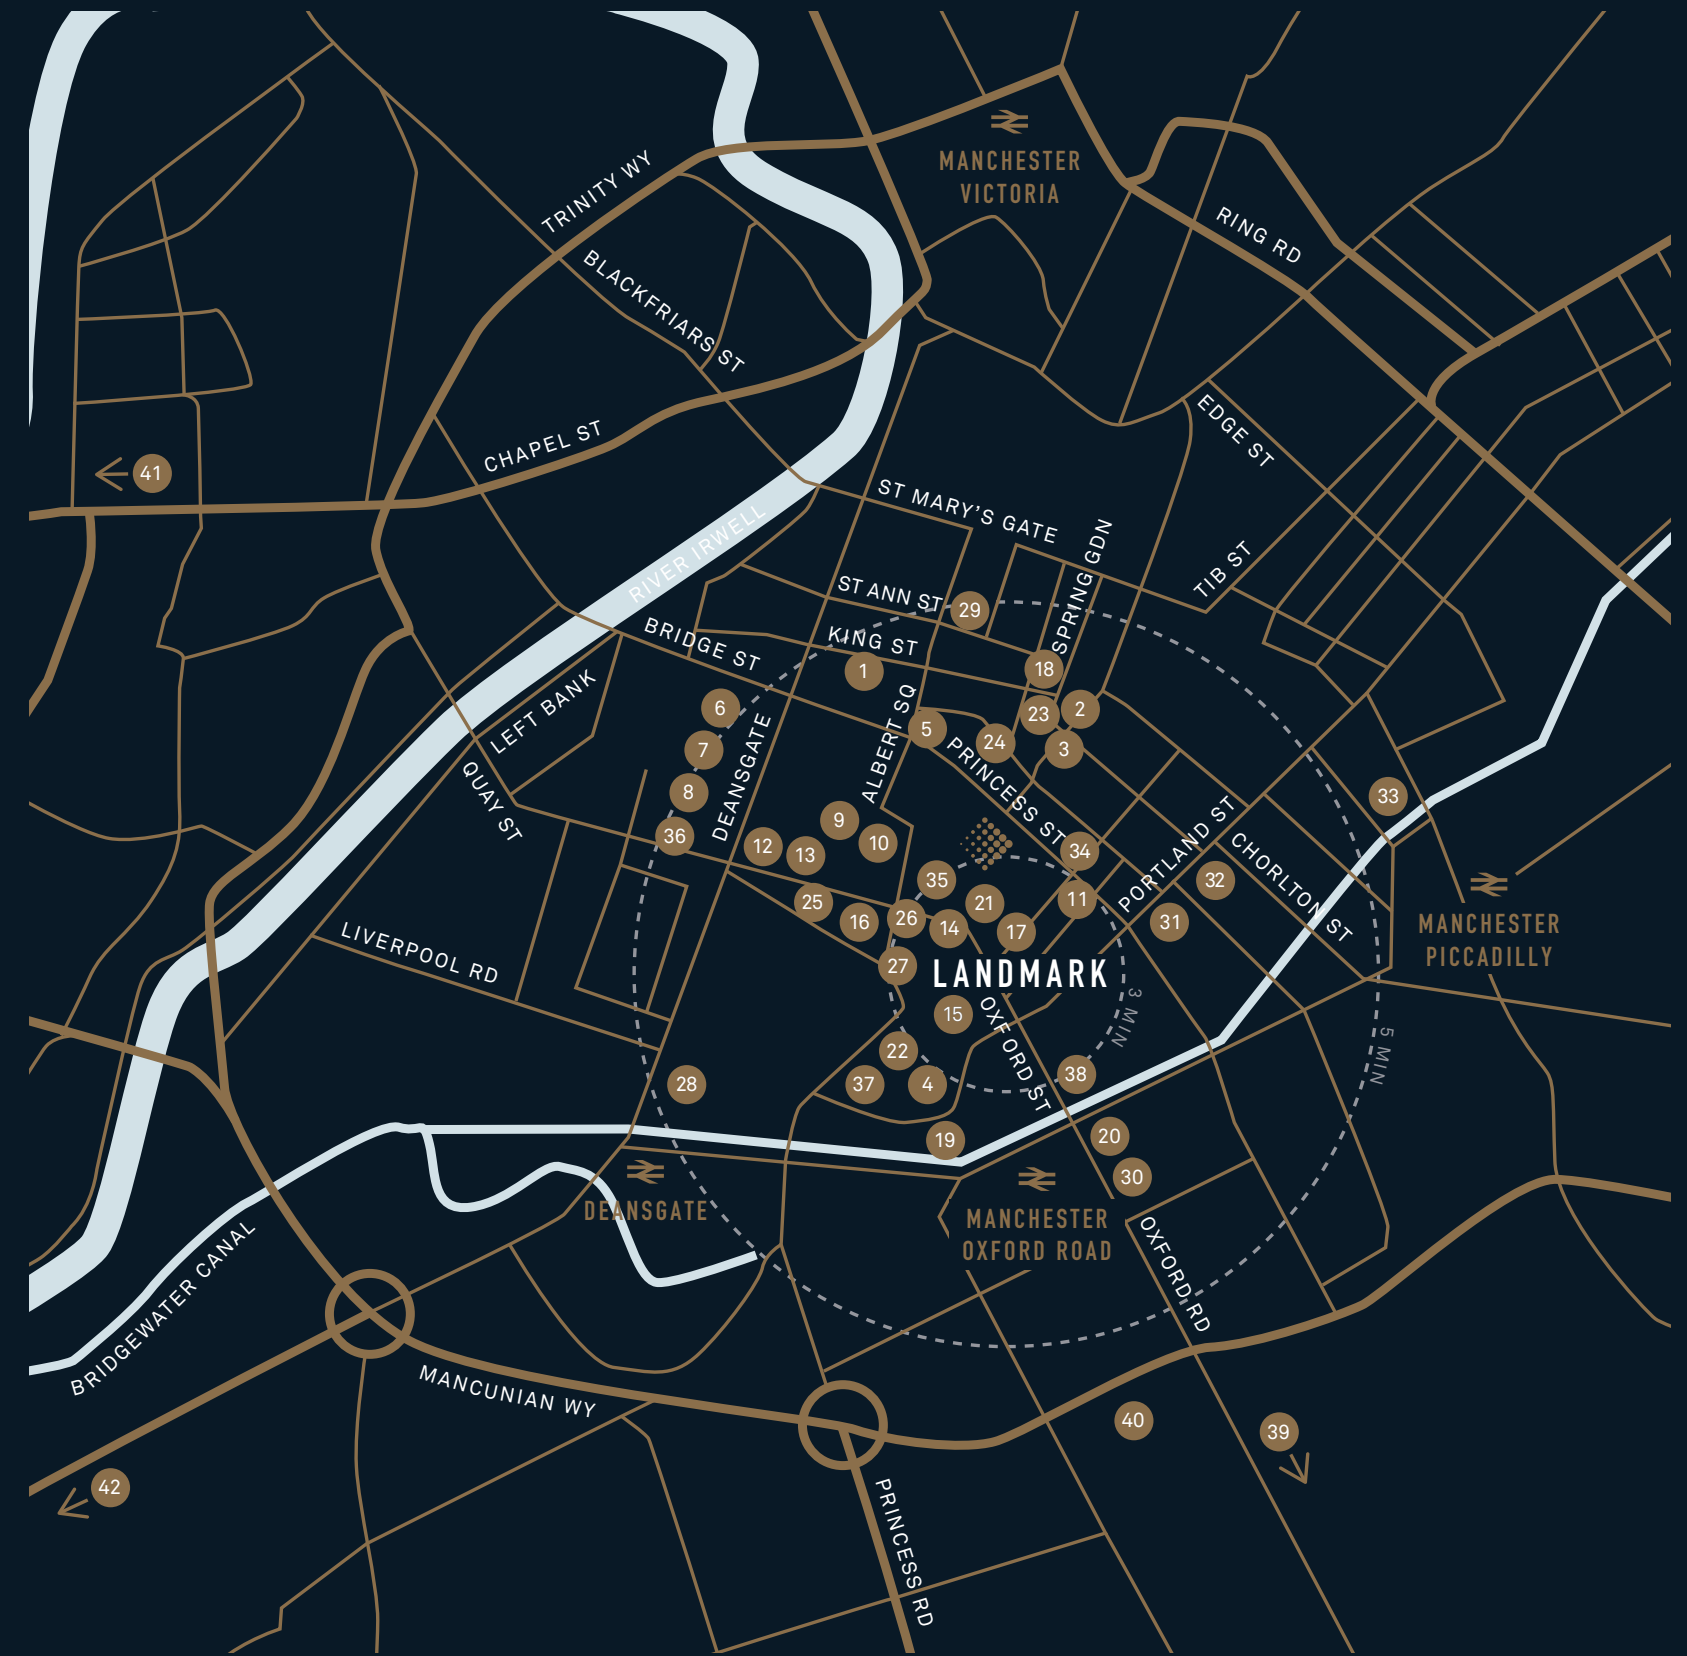 MANCHESTER
VICTORIA
TRINITY WY
RING RD
BLACKFRIARS ST
CHAPEL ST
EDGE ST
41
ST MARY'S GATE
RIVER IRWELL
SPRING GDN
TIB ST
ST ANN ST
29
BRIDGE ST
KING ST
1
18
LEFT BANK
6
ALBERT SQ
5
23
2
7
DEANSGATE
24
3
PRINCESS ST
QUAY ST
8
33
36
9
10
12
13
34
PORTLAND ST
CHORLTON ST
35
32
25
16
26
21
11
14
17
31
MANCHESTER
PICCADILLY
LIVERPOOL RD
27
LANDMARK
15
OXFORD ST
3 MIN
5 MIN
22
28
37
4
38
19
20
30
DEANSGATE
MANCHESTER
OXFORD ROAD
BRIDGEWATER CANAL
OXFORD RD
MANCUNIAN WY
40
39
42
PRINCESS RD